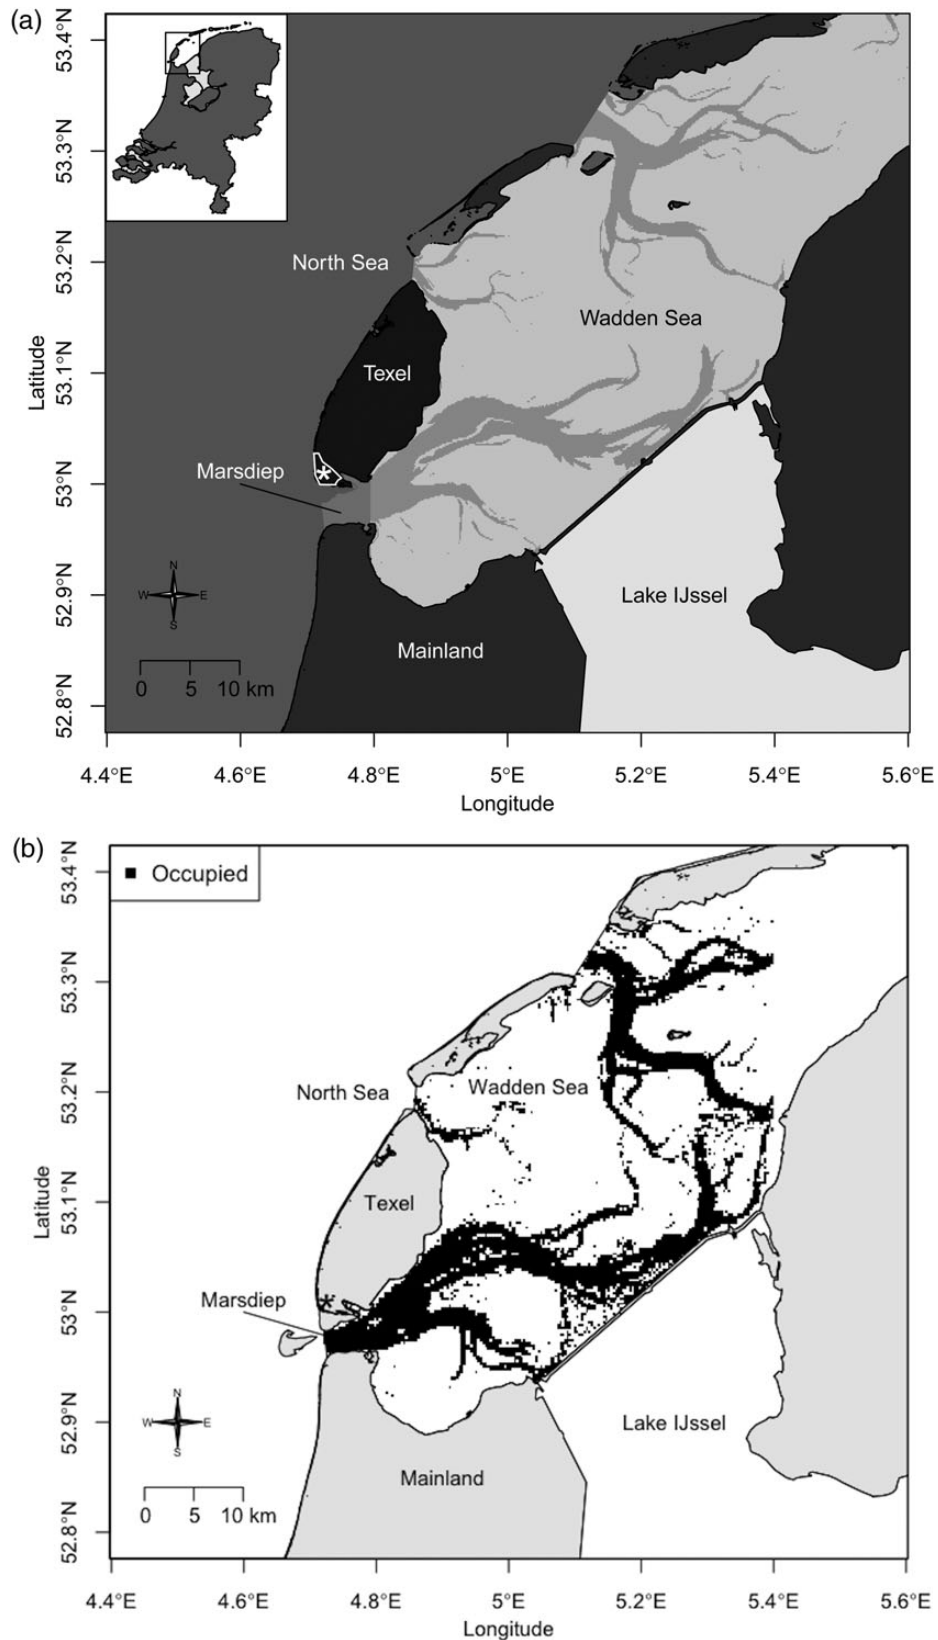 (a)
53.4°N
53.3°N
53.2°N
53.1°N
53°N
52.9°N
52.8°N
Latitude
North Sea
Wadden Sea
Texel
*
Marsdiep
N
W E
S
Lake IJssel
Mainland
0 5 10 km
4.4°E 4.6°E 4.8°E 5°E 5.2°E 5.4°E 5.6°E
Longitude
(b)
Occupied
53.4°N
53.3°N
53.2°N
53.1°N
53°N
52.9°N
52.8°N
Latitude
North Sea
Wadden Sea
Texel
*
Marsdiep
N
W E
S
Lake IJssel
Mainland
0 5 10 km
4.4°E 4.6°E 4.8°E 5°E 5.2°E 5.4°E 5.6°E
Longitude